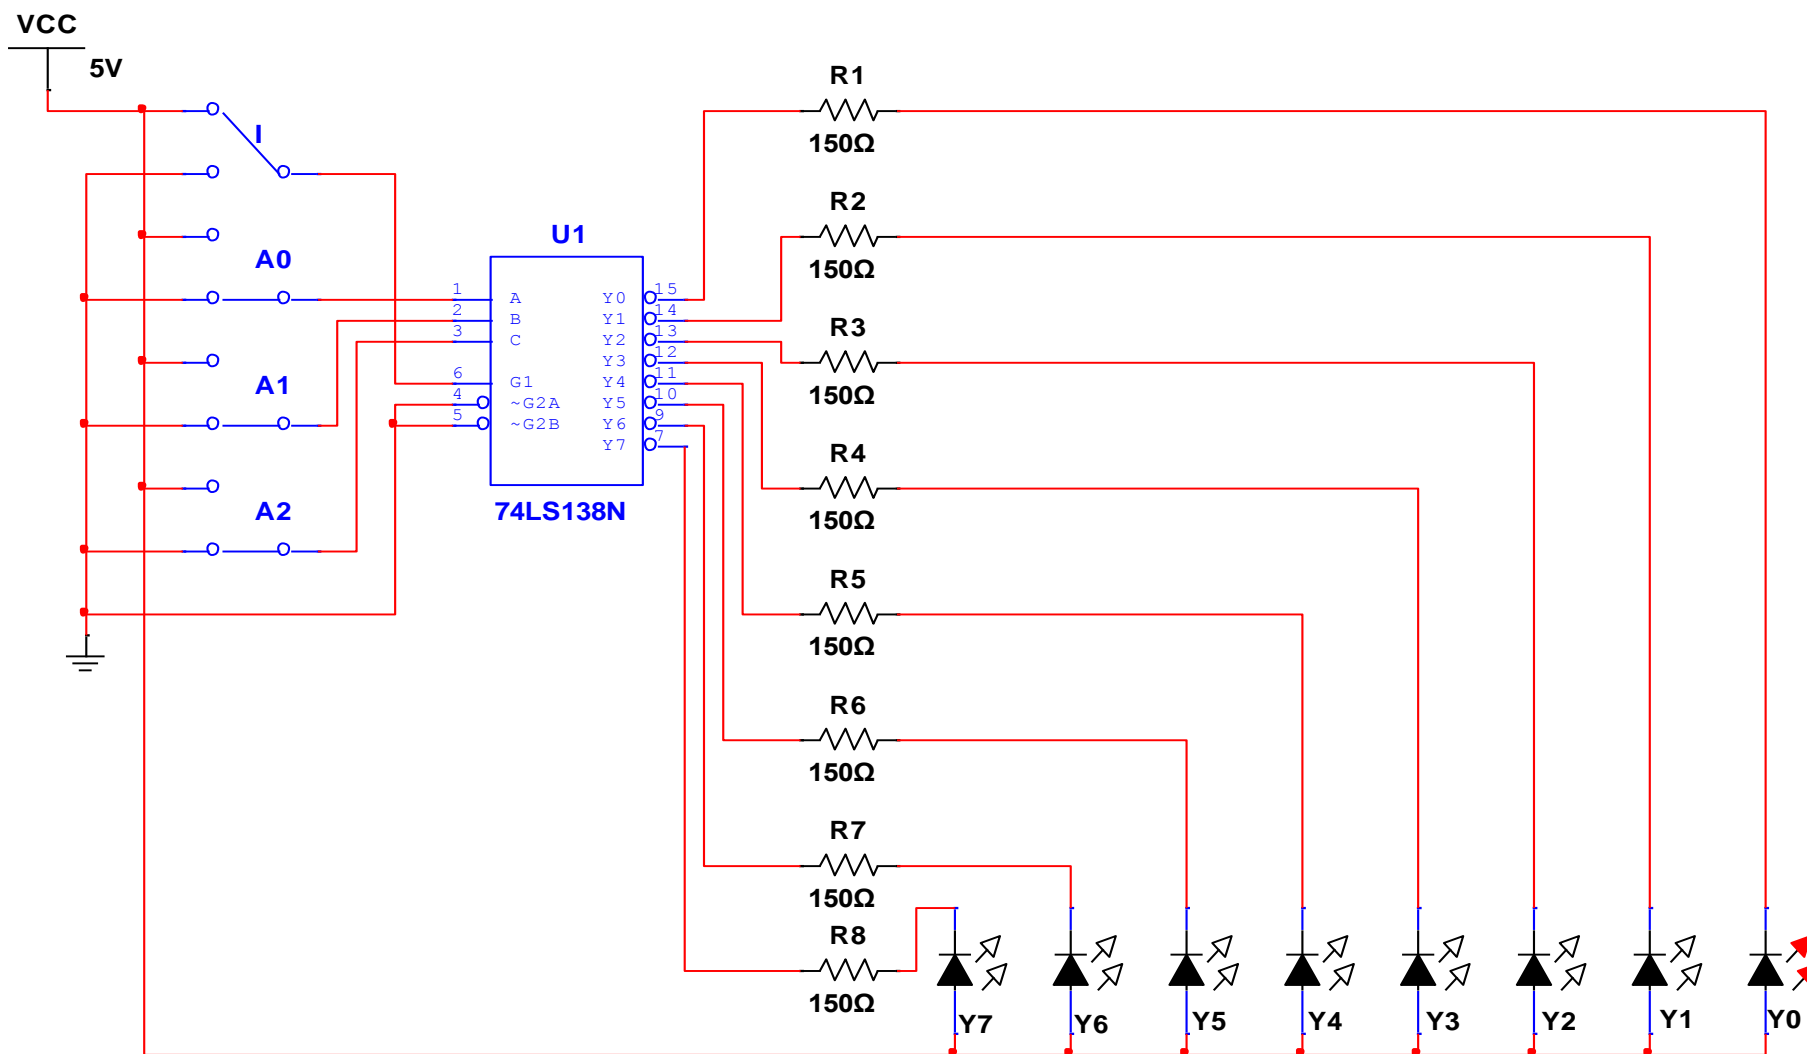 VCC
5V
I
A0
A1
A2
U1
1
2
3
6
4
5
A
B
C
G1
~G2A
~G2B
Y0
Y1
Y2
Y3
Y4
Y5
Y6
Y7
15
14
13
12
11
10
9
7
74LS138N
R1
150Ω
R2
150Ω
R3
150Ω
R4
150Ω
R5
150Ω
R6
150Ω
R7
150Ω
R8
150Ω
Y7
Y6
Y5
Y4
Y3
Y2
Y1
Y0